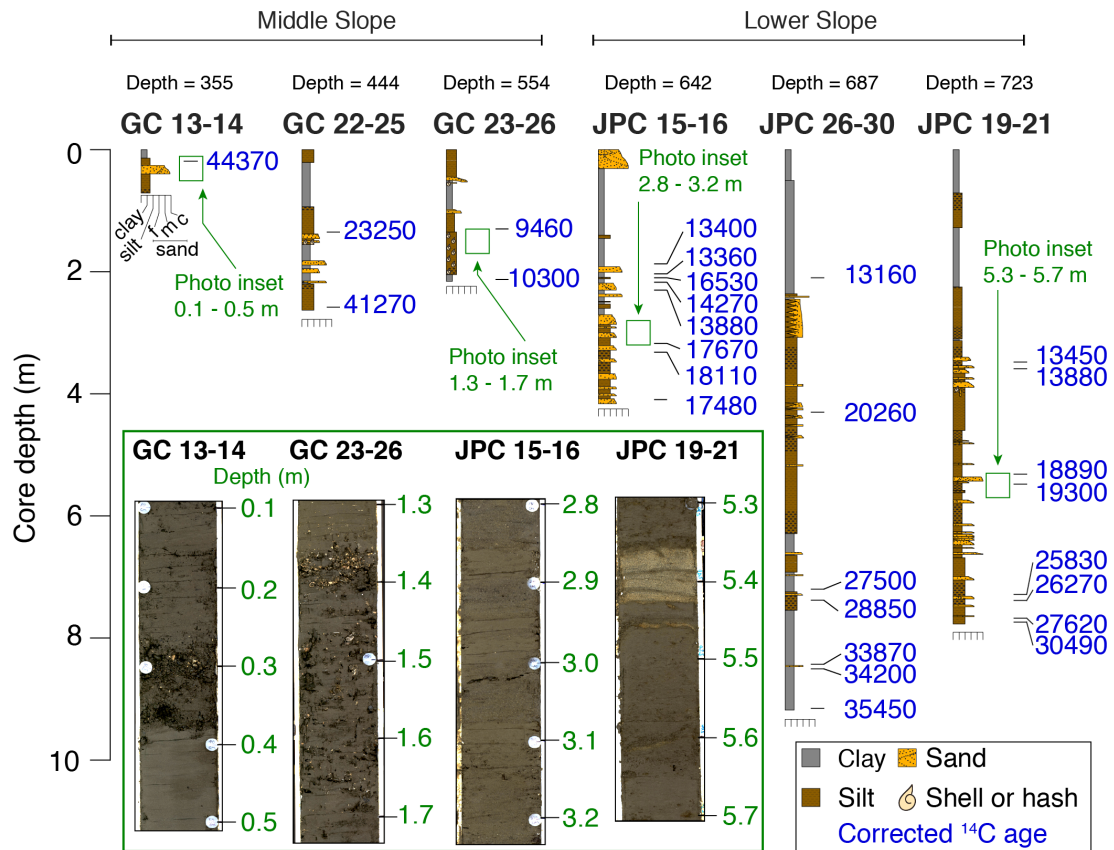 Middle Slope
Lower Slope
Depth = 355
Depth = 444
Depth = 554
Depth = 642
Depth = 687
Depth = 723
GC 13-14
GC 22-25
GC 23-26
JPC 15-16
JPC 26-30
JPC 19-21
Core depth (m)
0
2
4
6
8
10
44370
clay
silt
f
m
c
sand
Photo inset
0.1 - 0.5 m
23250
41270
9460
10300
Photo inset
1.3 - 1.7 m
Photo inset
2.8 - 3.2 m
13400
13360
16530
14270
13880
17670
18110
17480
13160
20260
27500
28850
33870
34200
35450
Photo inset
5.3 - 5.7 m
13450
13880
18890
19300
25830
26270
27620
30490
GC 13-14
GC 23-26
JPC 15-16
JPC 19-21
Depth (m)
0.1
0.2
0.3
0.4
0.5
1.3
1.4
1.5
1.6
1.7
2.8
2.9
3.0
3.1
3.2
5.3
5.4
5.5
5.6
5.7
Clay
Sand
Silt
Shell or hash
Corrected ¹⁴C age